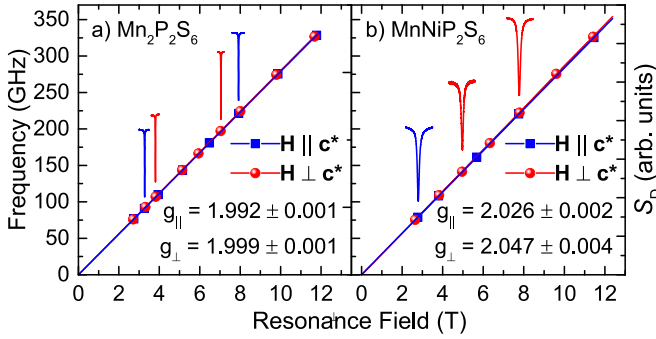 a) Mn₂P₂S₆
b) MnNiP₂S₆
Frequency (GHz)
350
300
250
200
150
100
50
0
H || c*
H ⊥ c*
g|| = 1.992 ± 0.001
g⊥ = 1.999 ± 0.001
H || c*
H ⊥ c*
g|| = 2.026 ± 0.002
g⊥ = 2.047 ± 0.004
S_D (arb. units)
0 2 4 6 8 10 12 0 2 4 6 8 10 12
Resonance Field (T)